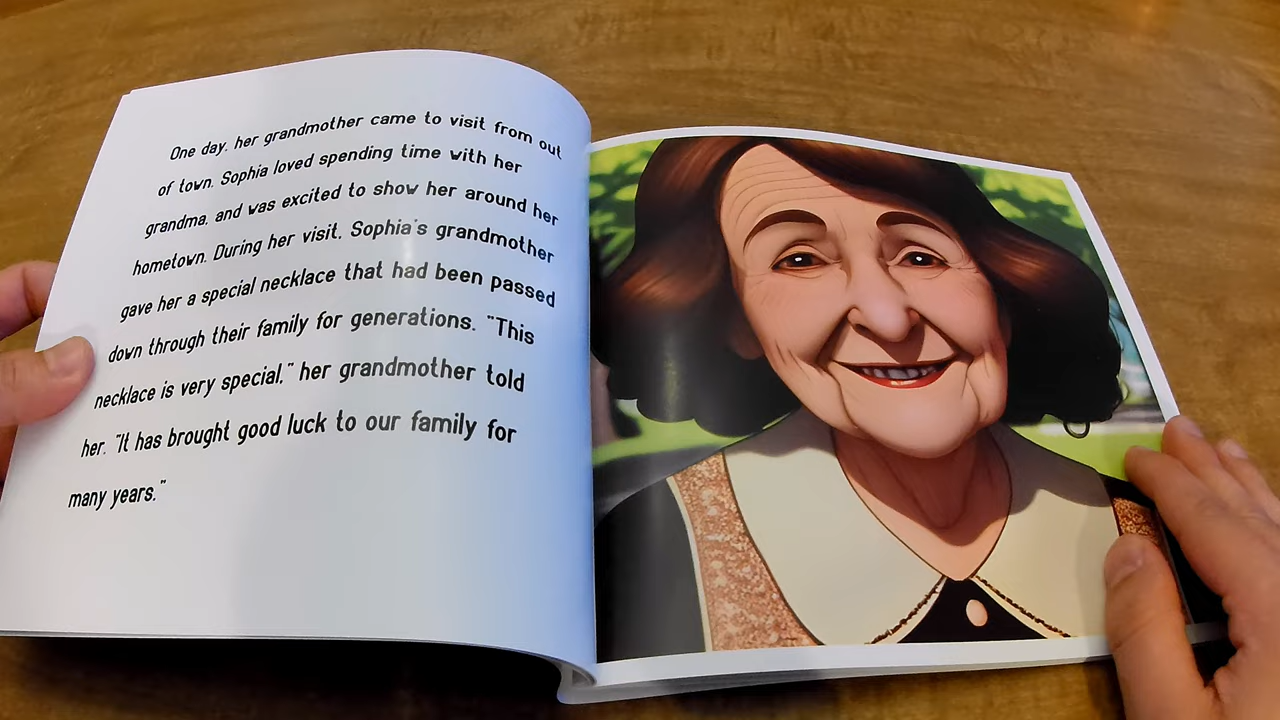 One day, her grandmother came to visit from out
of town. Sophia loved spending time with her
grandma, and was excited to show her around her
hometown. During her visit, Sophia's grandmother
gave her a special necklace that had been passed
down through their family for generations. "This
necklace is very special," her grandmother told
her. "It has brought good luck to our family for
many years."